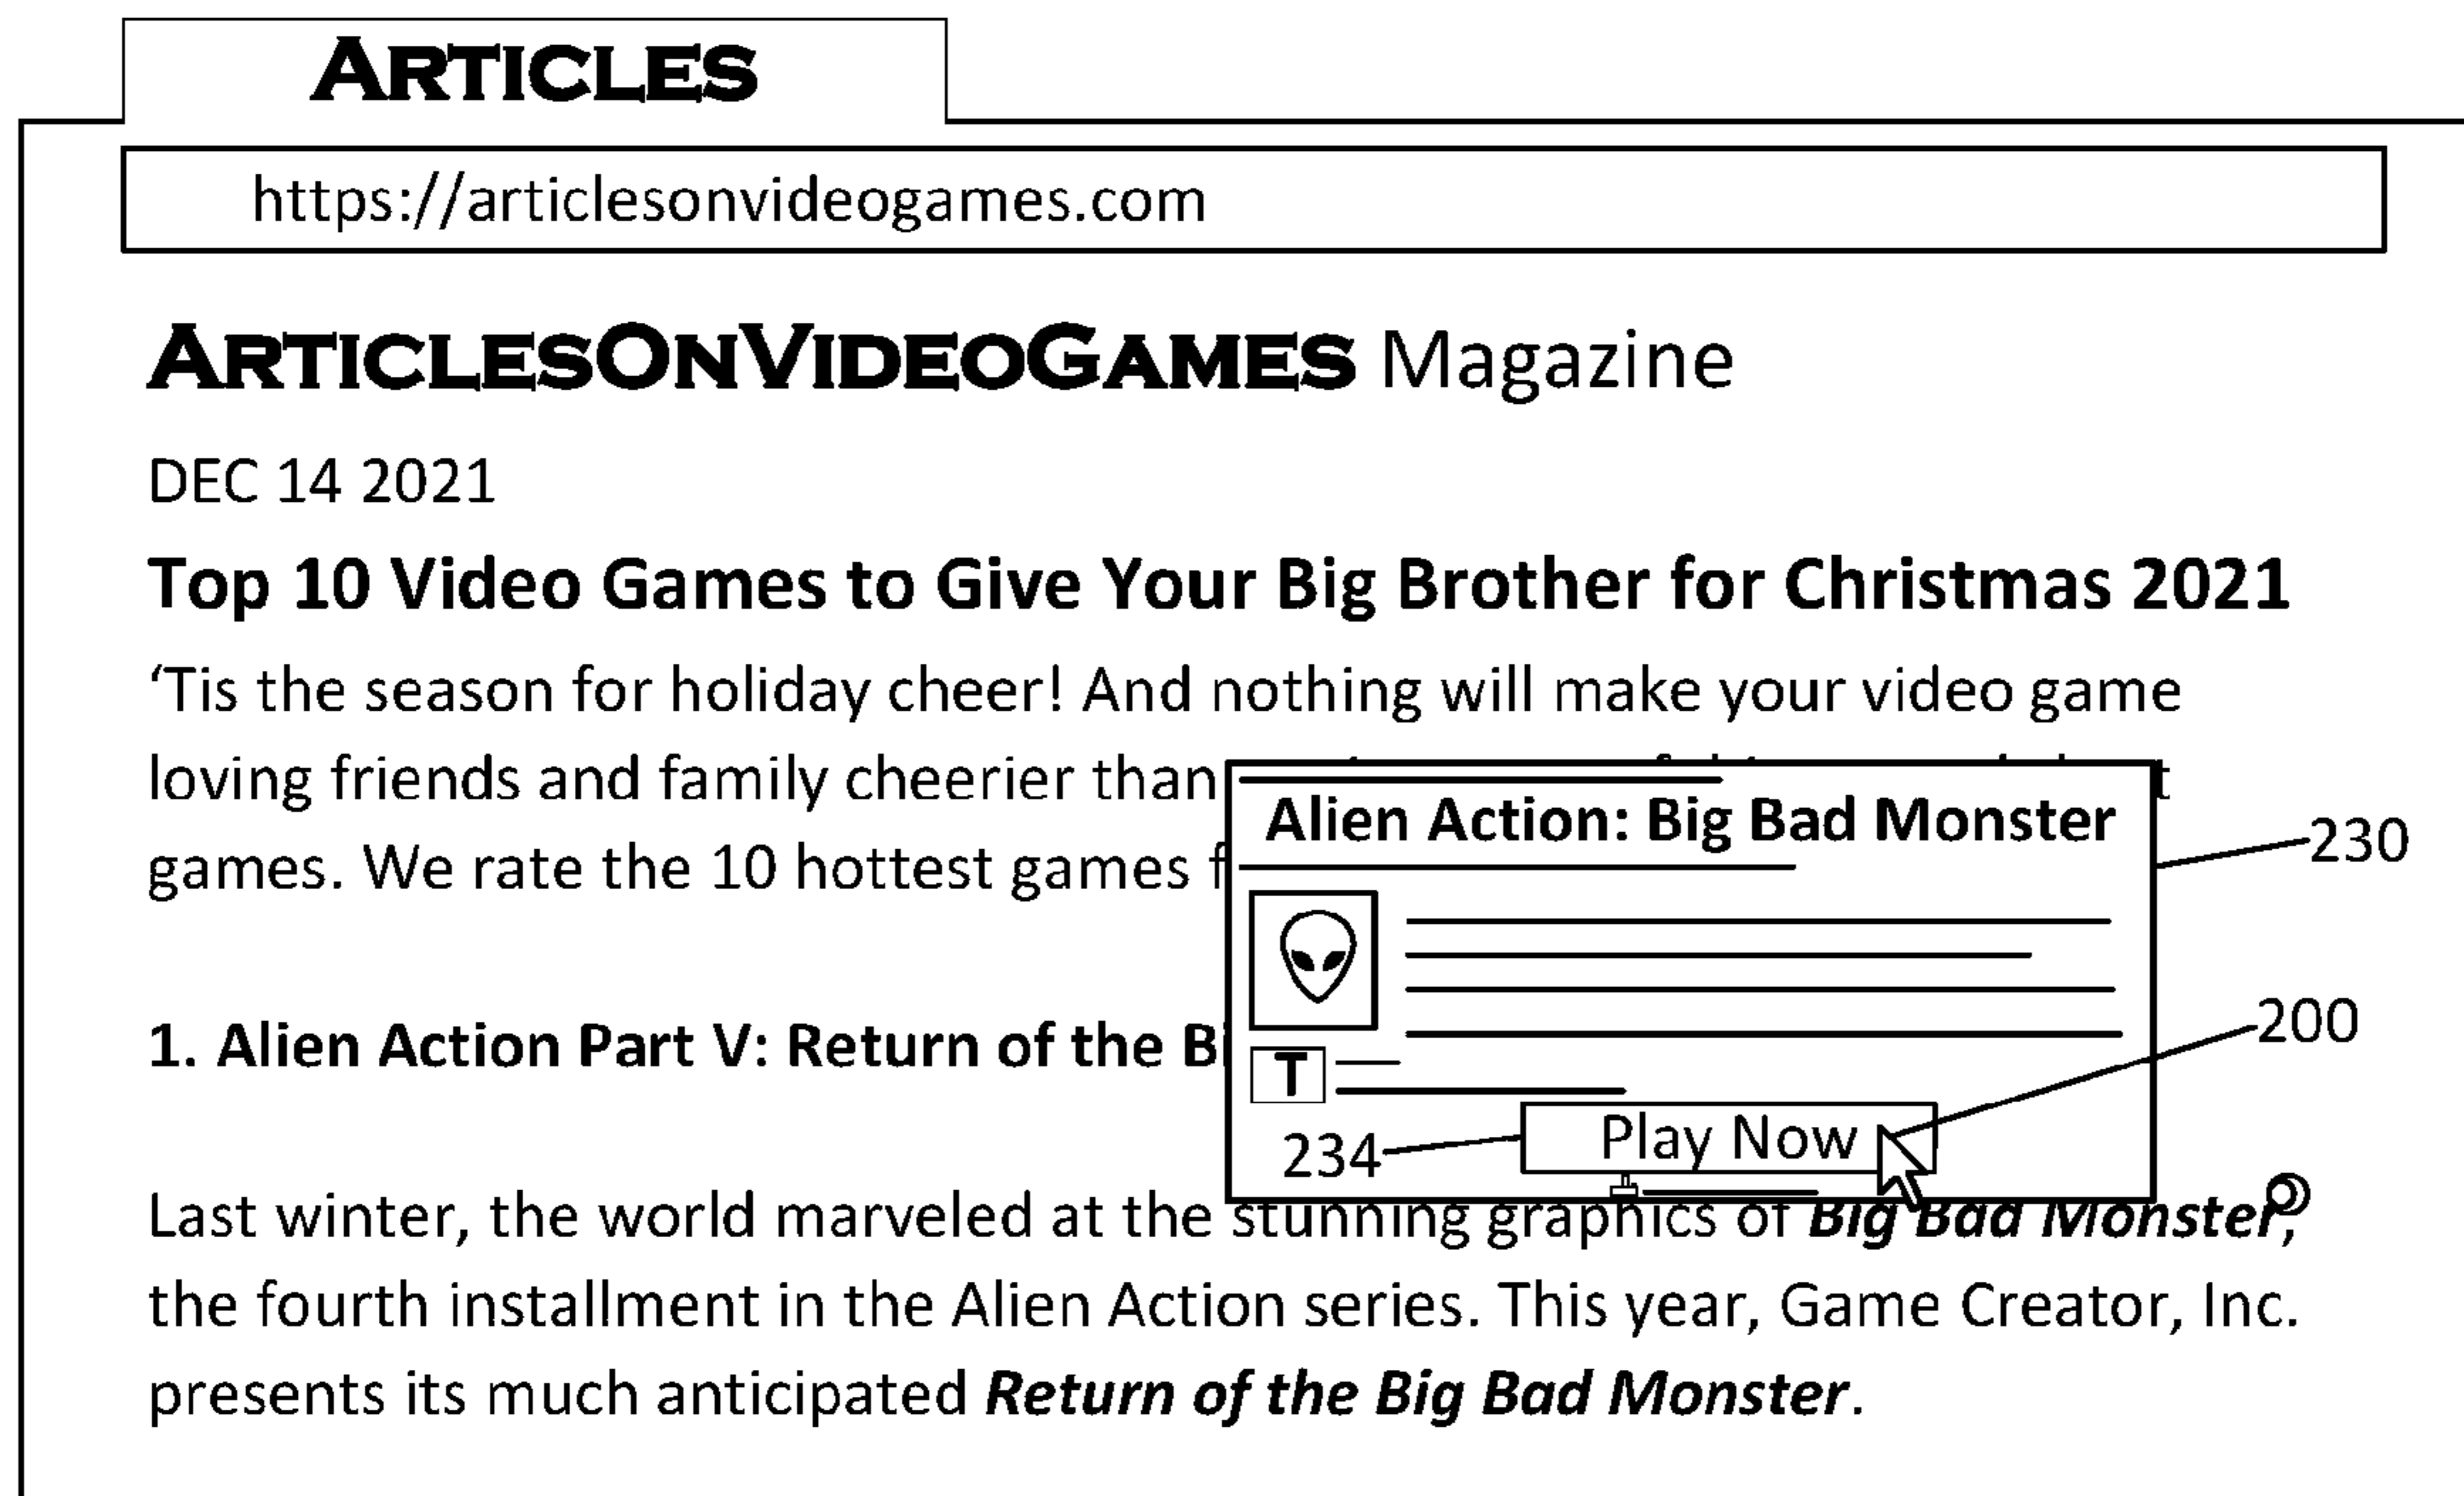 ARTICLES
https://articlesonvideogames.com
ARTICLESONVIDEOGAMES Magazine
DEC 14 2021
Top 10 Video Games to Give Your Big Brother for Christmas 2021
‘Tis the season for holiday cheer! And nothing will make your video game
loving friends and family cheerier than
games. We rate the 10 hottest games
Alien Action: Big Bad Monster
230
200
1. Alien Action Part V: Return of the
T
Play Now
234
Last winter, the world marveled at the stunning graphics of Big Bad Monster,
the fourth installment in the Alien Action series. This year, Game Creator, Inc.
presents its much anticipated Return of the Big Bad Monster.